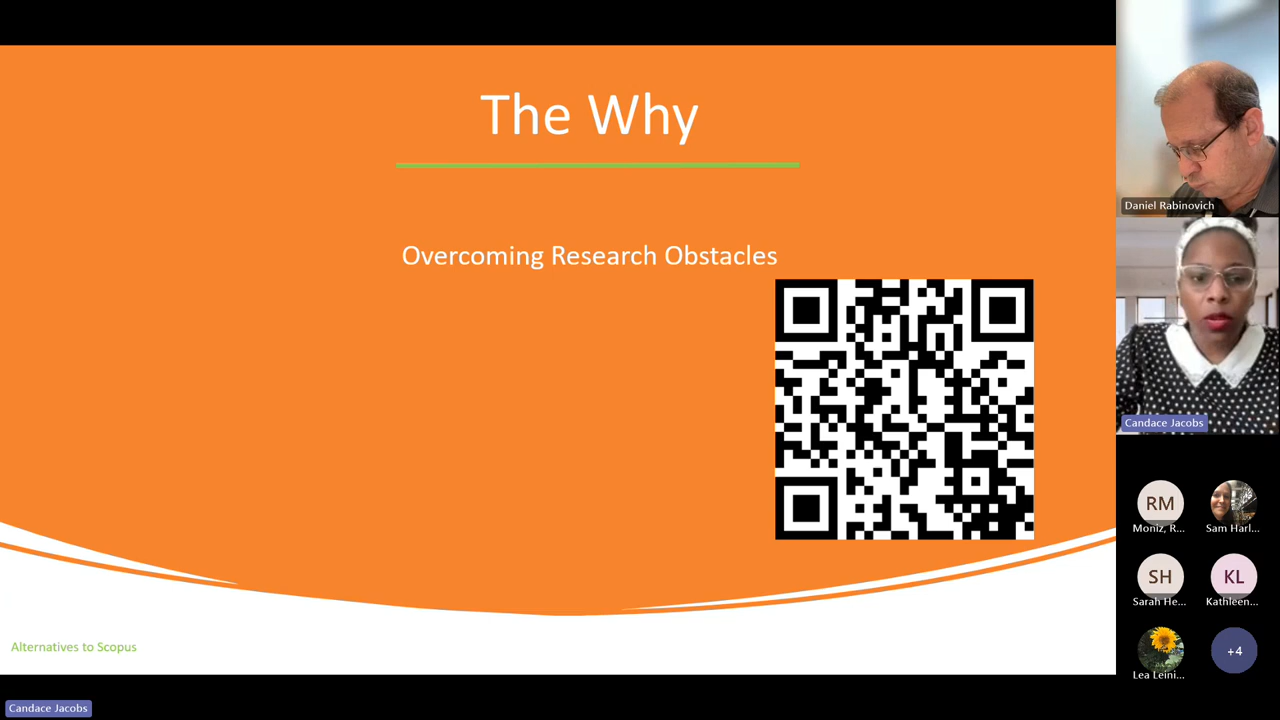 The Why
Overcoming Research Obstacles
Alternatives to Scopus
Candace Jacobs
Daniel Rabinovich
Candace Jacobs
RM
Moniz, R...
Sam Harl...
SH
Sarah He...
KL
Kathleen...
Lea Leini...
+4